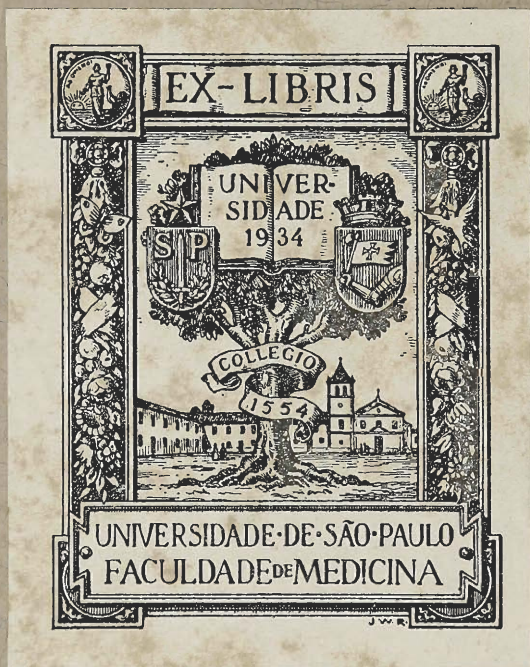 EX-LIBRIS
UNIVER-
SIDADE
1934
S P
COLLEGIO
1554
UNIVERSIDADE·DE·SÃO·PAULO
FACULDADE DE MEDICINA
J.W.R.